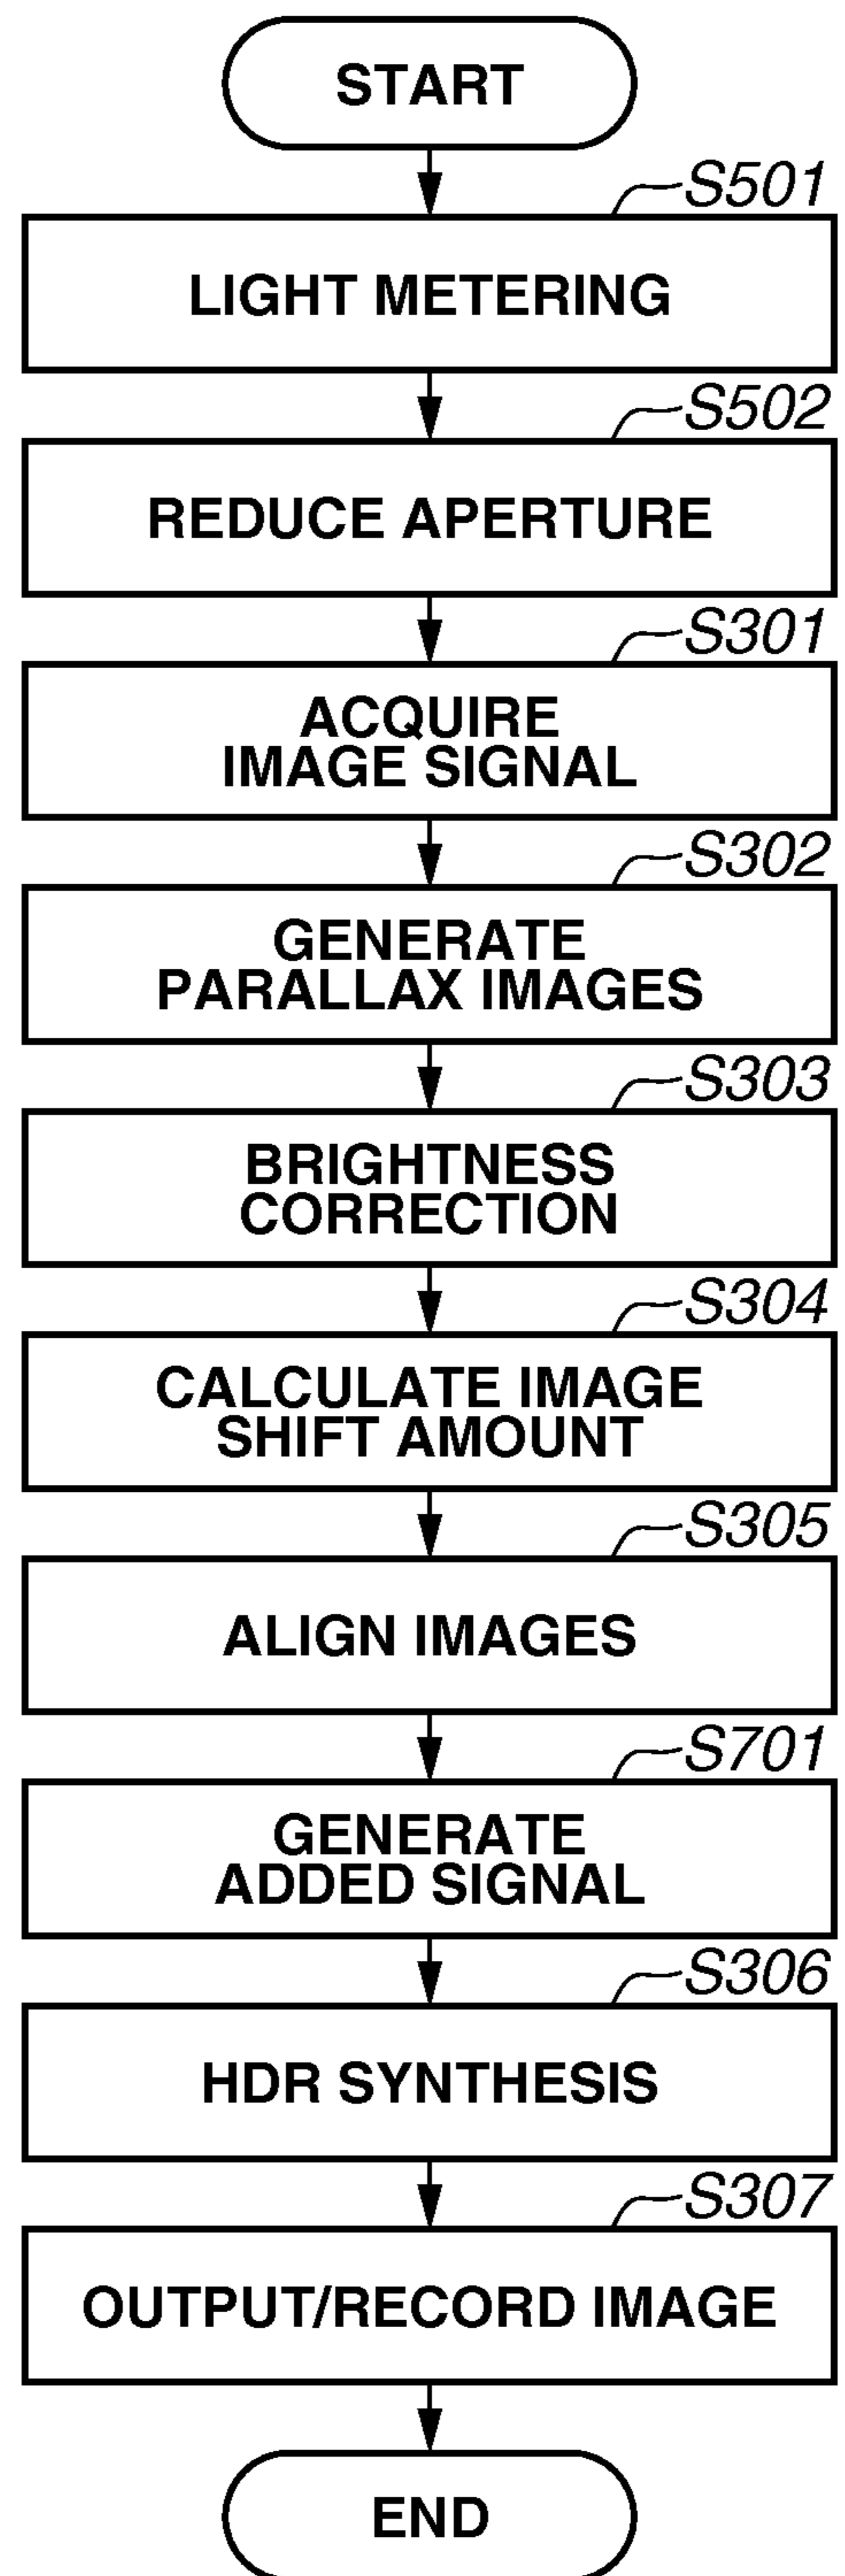 START
S501
LIGHT METERING
S502
REDUCE APERTURE
S301
ACQUIRE
IMAGE SIGNAL
S302
GENERATE
PARALLAX IMAGES
S303
BRIGHTNESS
CORRECTION
S304
CALCULATE IMAGE
SHIFT AMOUNT
S305
ALIGN IMAGES
S701
GENERATE
ADDED SIGNAL
S306
HDR SYNTHESIS
S307
OUTPUT/RECORD IMAGE
END